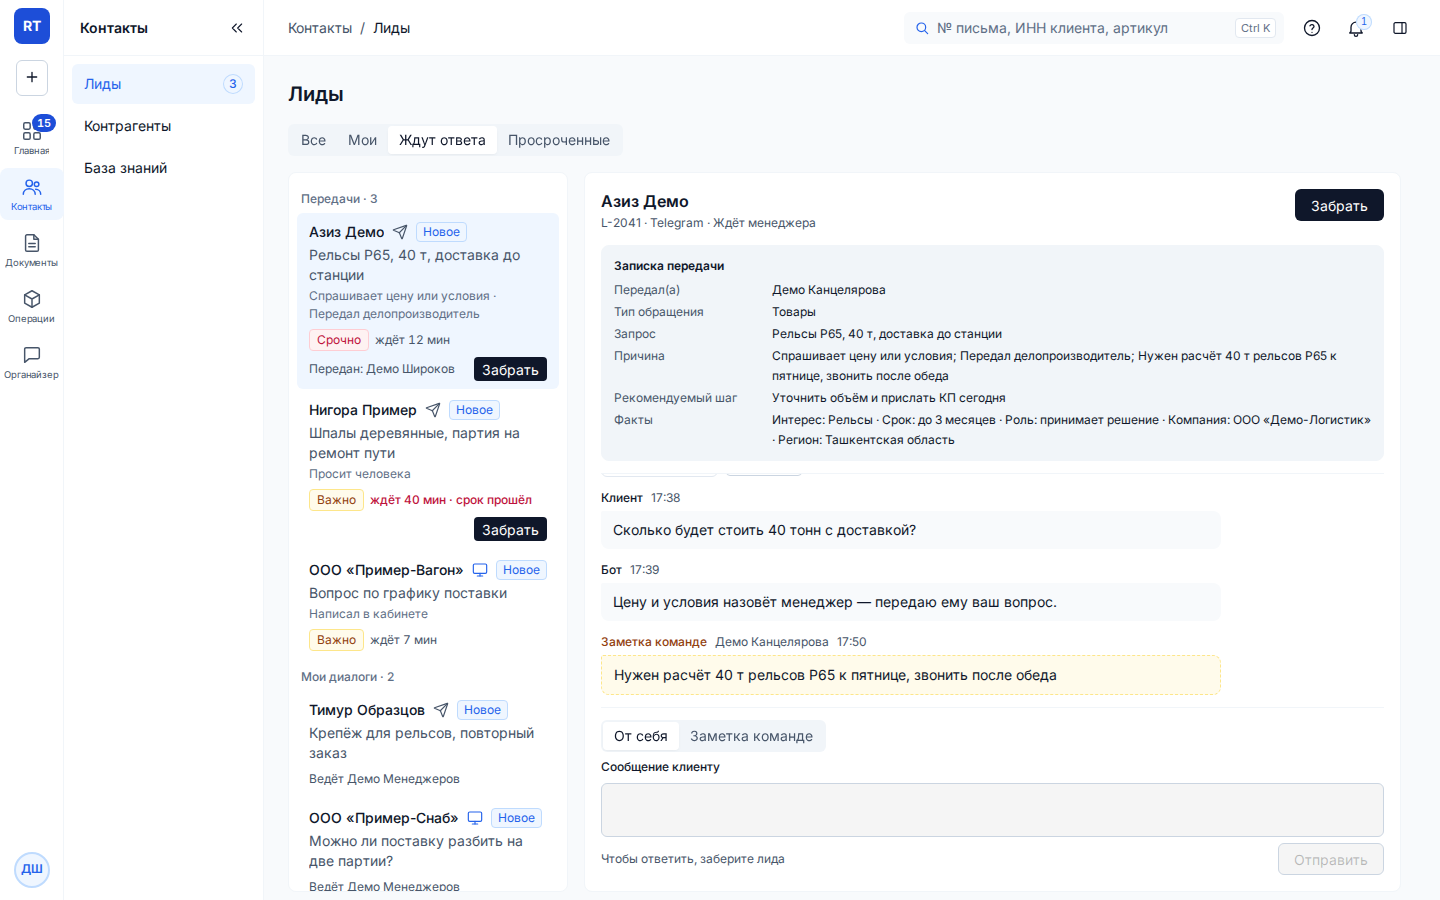 RT
Контакты
Контакты / Лиды
№ письма, ИНН клиента, артикул
Ctrl K
1
15
Главная
Контакты
Документы
Операции
Органайзер
ДШ
Лиды
3
Контрагенты
База знаний
Лиды
Все
Мои
Ждут ответа
Просроченные
Передачи · 3
Азиз Демо
Новое
Рельсы Р65, 40 т, доставка до
станции
Спрашивает цену или условия ·
Передал делопроизводитель
Срочно
ждёт 12 мин
Передан: Демо Широков
Забрать
Нигора Пример
Новое
Шпалы деревянные, партия на
ремонт пути
Просит человека
Важно
ждёт 40 мин · срок прошёл
Забрать
ООО «Пример-Вагон»
Новое
Вопрос по графику поставки
Написал в кабинете
Важно
ждёт 7 мин
Мои диалоги · 2
Тимур Образцов
Новое
Крепёж для рельсов, повторный
заказ
Ведёт Демо Менеджеров
ООО «Пример-Снаб»
Новое
Можно ли поставку разбить на
две партии?
Ведёт Демо Менеджеров
Азиз Демо
L-2041 · Telegram · Ждёт менеджера
Забрать
Записка передачи
Передал(а)
Демо Канцелярова
Тип обращения
Товары
Запрос
Рельсы Р65, 40 т, доставка до станции
Причина
Спрашивает цену или условия; Передал делопроизводитель; Нужен расчёт 40 т рельсов Р65 к
пятнице, звонить после обеда
Рекомендуемый шаг
Уточнить объём и прислать КП сегодня
Факты
Интерес: Рельсы · Срок: до 3 месяцев · Роль: принимает решение · Компания: ООО «Демо-Логистик»
· Регион: Ташкентская область
Клиент 17:38
Сколько будет стоить 40 тонн с доставкой?
Бот 17:39
Цену и условия назовёт менеджер — передаю ему ваш вопрос.
Заметка команде Демо Канцелярова 17:50
Нужен расчёт 40 т рельсов Р65 к пятнице, звонить после обеда
От себя
Заметка команде
Сообщение клиенту
Чтобы ответить, заберите лида
Отправить